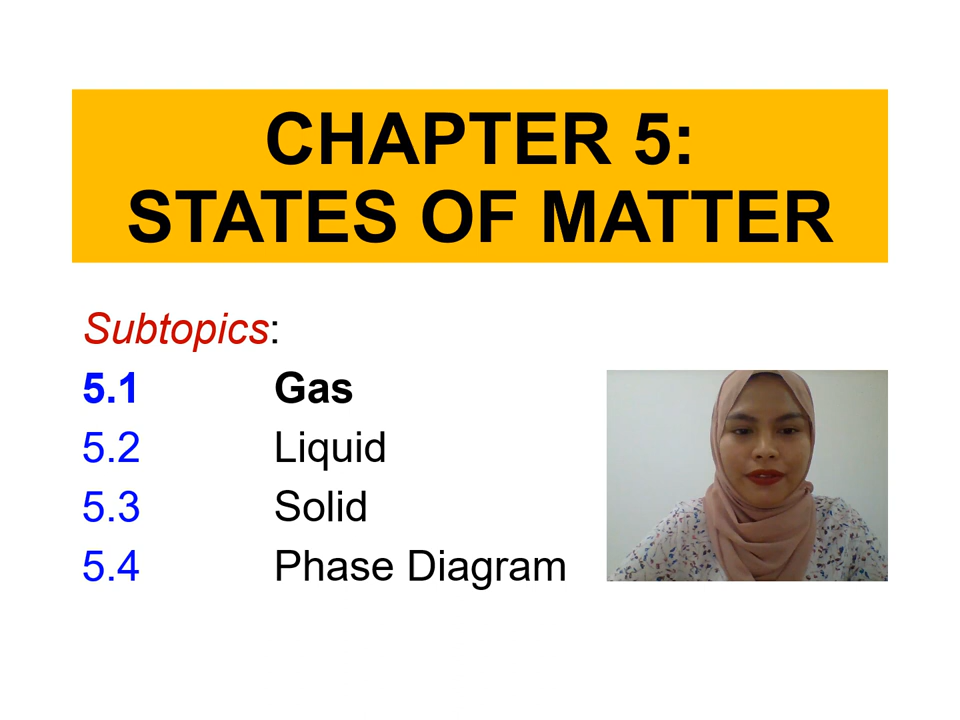 CHAPTER 5:
STATES OF MATTER
Subtopics:
5.1 Gas
5.2 Liquid
5.3 Solid
5.4 Phase Diagram